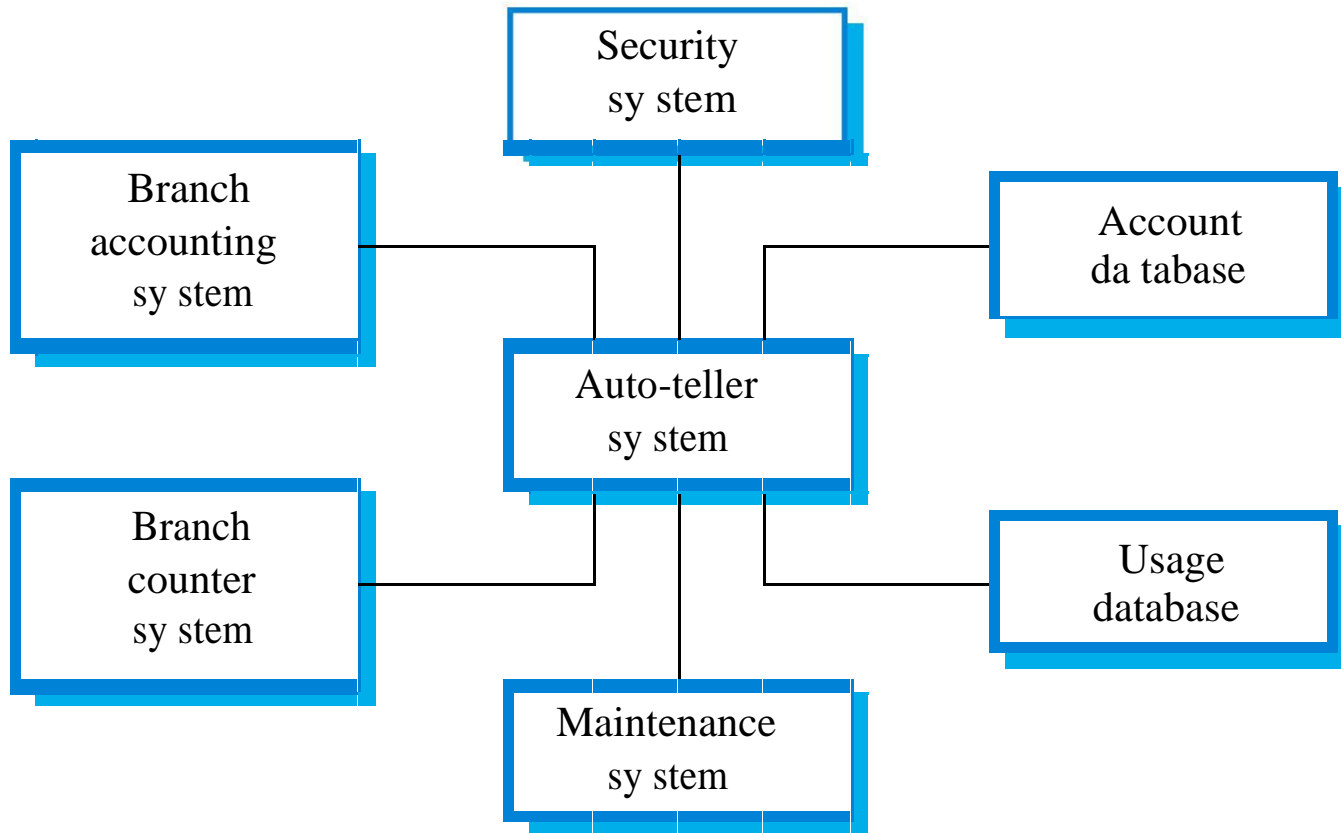 Security
sy stem
Branch
accounting
sy stem
Account
da tabase
Auto-teller
sy stem
Branch
counter
sy stem
Usage
database
Maintenance
sy stem